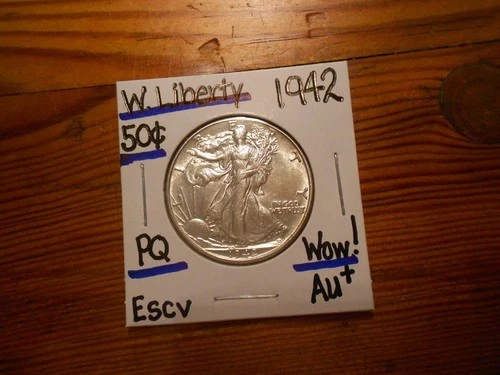 W. Liberty 1942
50¢
PQ Wow!
Escv Au+